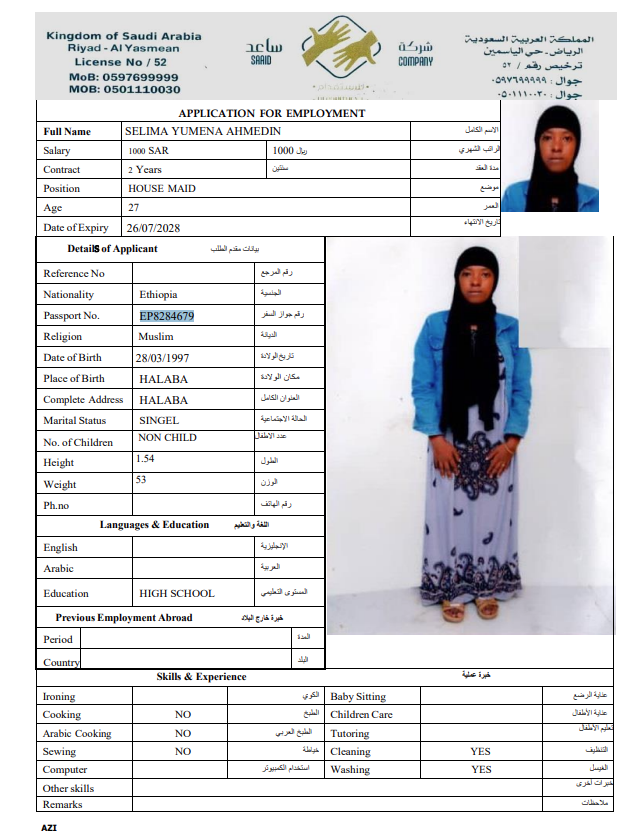 Kingdom of Saudi Arabia
Riyad - Al Yasmean
License No / 52
MoB: 0597699999
MOB: 0501110030
ساعد
SAAID
شركة
COMPANY
المملكة العربية السعودية
الرياض - حي الياسمين
ترخيص رقم / ٥٢
جوال : ٠٥٩٧٦٩٩٩٩٩
جوال : ٠٥٠١١١٠٠٣٠
APPLICATION FOR EMPLOYMENT
Full Name SELIMA YUMENA AHMEDIN الاسم الكامل
Salary 1000 SAR 1000 ريال الراتب الشهري
Contract 2 Years سنتين مدة العقد
Position HOUSE MAID موضع
Age 27 العمر
Date of Expiry 26/07/2028 تاريخ الانتهاء
Details of Applicant بيانات مقدم الطلب
Reference No رقم المرجع
Nationality Ethiopia الجنسية
Passport No. EP8284679 رقم جواز السفر
Religion Muslim الديانة
Date of Birth 28/03/1997 تاريخ الولادة
Place of Birth HALABA مكان الولادة
Complete Address HALABA العنوان الكامل
Marital Status SINGEL الحالة الاجتماعية
No. of Children NON CHILD عدد الاطفال
Height 1.54 الطول
Weight 53 الوزن
Ph.no رقم الهاتف
Languages & Education اللغة والتعليم
English الإنجليزية
Arabic العربية
Education HIGH SCHOOL المستوى التعليمي
Previous Employment Abroad خبرة خارج البلاد
Period المدة
Country البلد
Skills & Experience خبرة عملية
Ironing الكوي Baby Sitting عناية الرضع
Cooking NO الطبخ Children Care عناية الأطفال
Arabic Cooking NO الطبخ العربي Tutoring تعليم الأطفال
Sewing NO خياطة Cleaning YES التنظيف
Computer استخدام الكمبيوتر Washing YES الغيسل
Other skills خبرات أخرى
Remarks ملاحظات
AZI